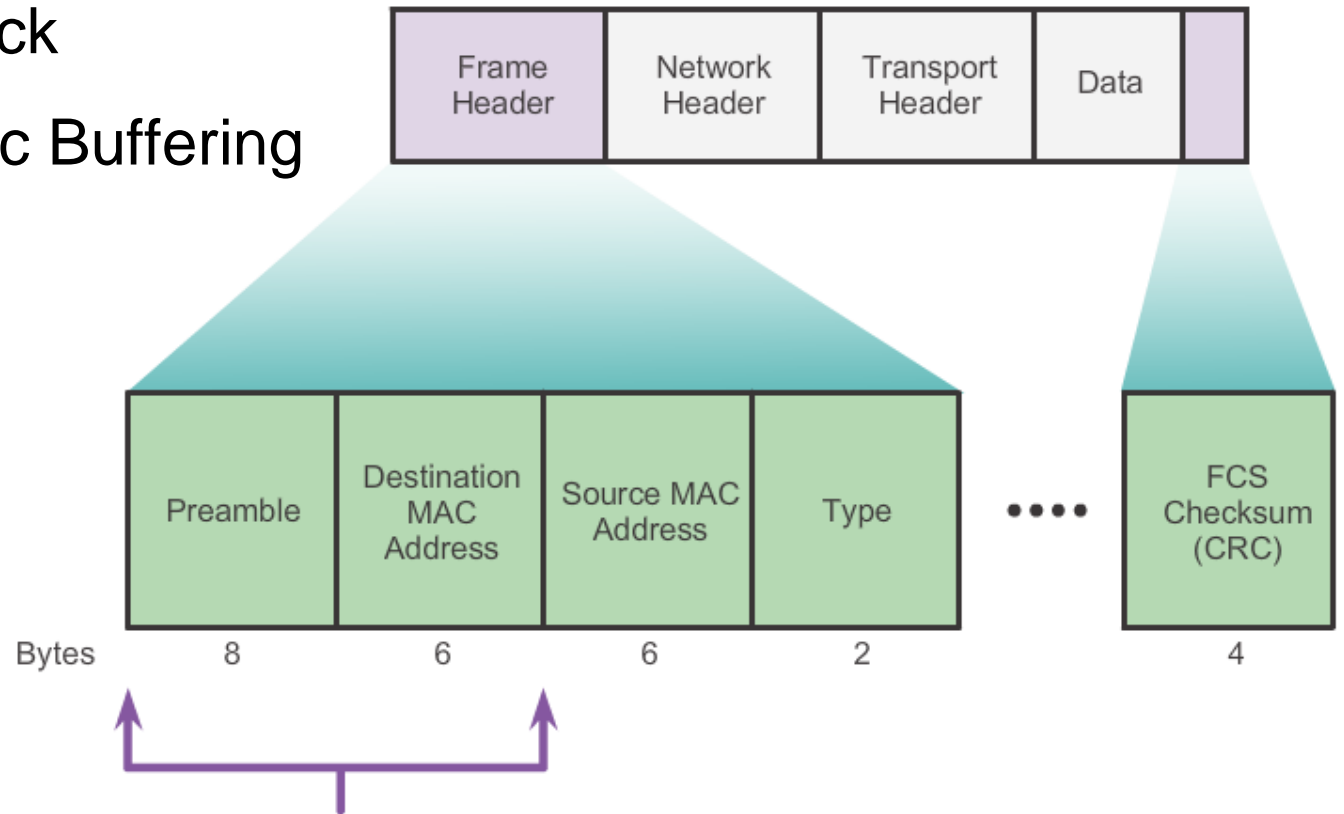 ck
c Buffering
Frame
Header
Network
Header
Transport
Header
Data
Preamble
Destination
MAC
Address
Source MAC
Address
Type
FCS
Checksum
(CRC)
Bytes 8 6 6 2 4